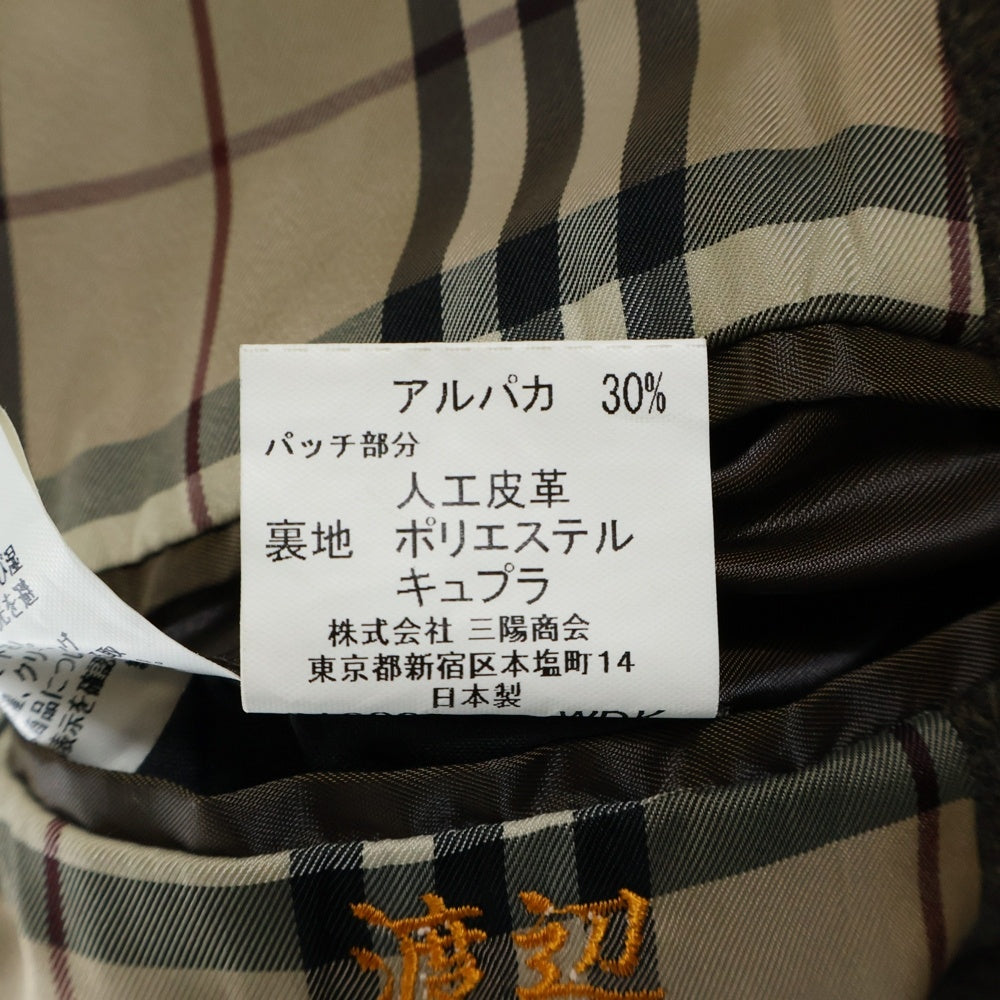 アルパカ 30%
パッチ部分
人工皮革
裏地 ポリエステル
キュプラ
株式会社 三陽商会
東京都新宿区本塩町14
日本製
渡辺